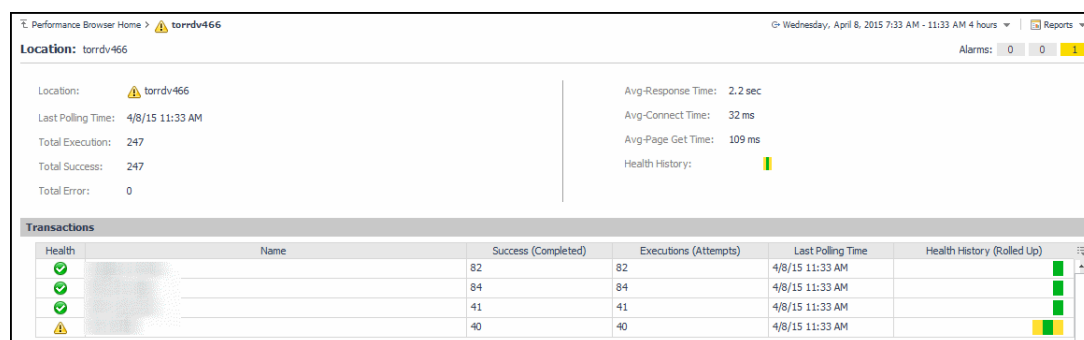 Performance Browser Home > torrdv466
Wednesday, April 8, 2015 7:33 AM - 11:33 AM 4 hours Reports
Location: torrdv466
Alarms: 0 0 1
Location: torrdv466
Last Polling Time: 4/8/15 11:33 AM
Total Execution: 247
Total Success: 247
Total Error: 0
Avg-Response Time: 2.2 sec
Avg-Connect Time: 32 ms
Avg-Page Get Time: 109 ms
Health History:
Transactions
Health Name Success (Completed) Executions (Attempts) Last Polling Time Health History (Rolled Up)
82 82 4/8/15 11:33 AM
84 84 4/8/15 11:33 AM
41 41 4/8/15 11:33 AM
40 40 4/8/15 11:33 AM